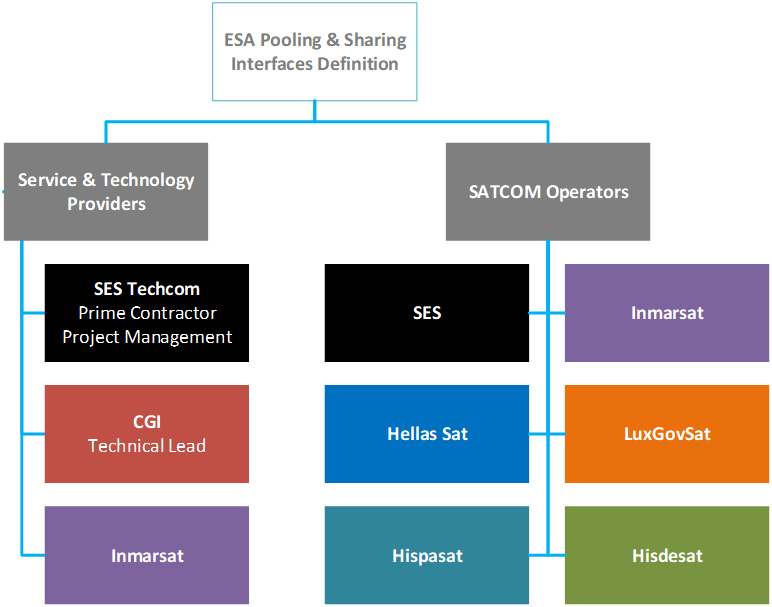 ESA Pooling & Sharing
Interfaces Definition
Service & Technology
Providers
SATCOM Operators
SES Techcom
Prime Contractor
Project Management
SES
Inmarsat
CGI
Technical Lead
Hellas Sat
LuxGovSat
Inmarsat
Hispasat
Hisdesat